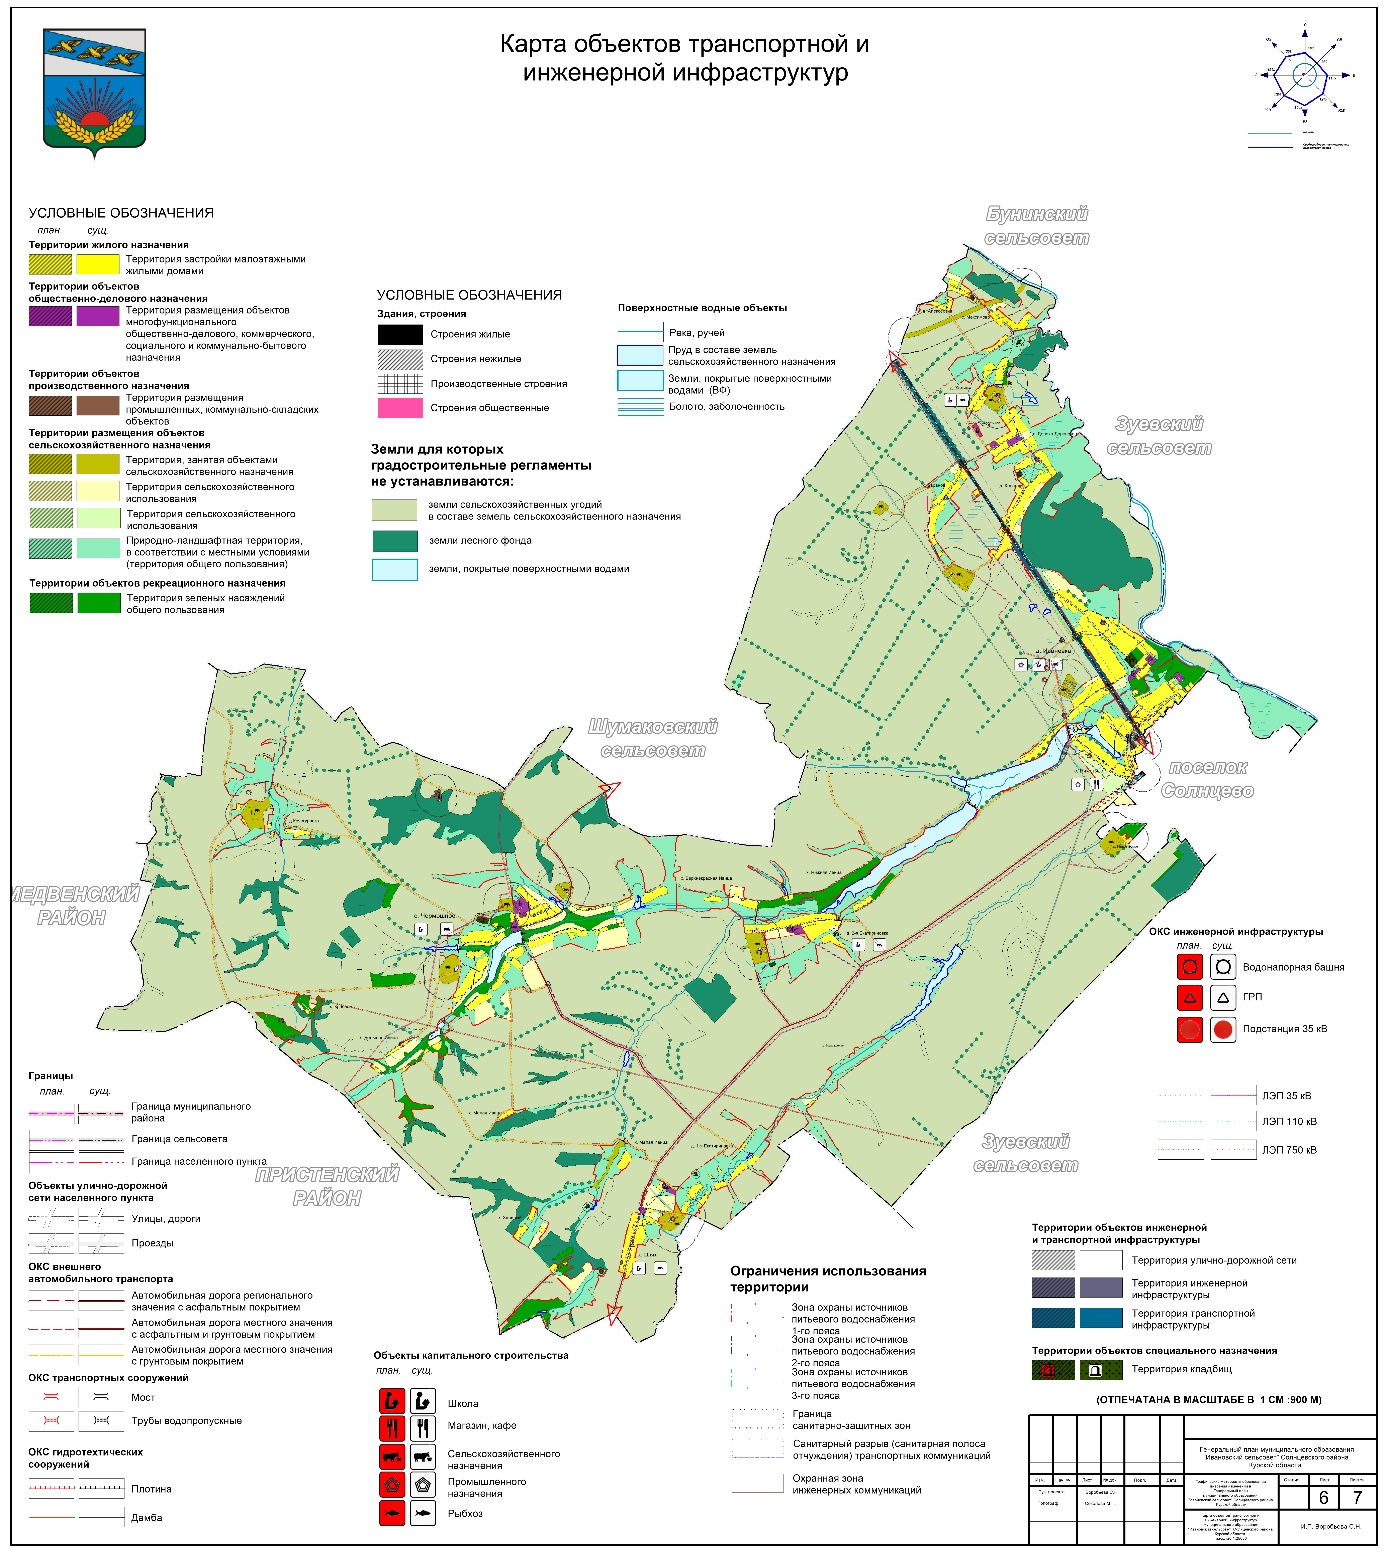 Карта объектов транспортной и
инженерной инфраструктур
УСЛОВНЫЕ ОБОЗНАЧЕНИЯ
план. сущ.
Территории жилого назначения
Территория застройки малоэтажными
жилыми домами
Территории объектов
общественно-делового назначения
Территория размещения объектов
многофункционального
общественно-делового, коммерческого,
социального и коммунально-бытового
назначения
Территории объектов
производственного назначения
Территория размещения
промышленных, коммунально-складских
объектов
Территории размещения объектов
сельскохозяйственного назначения
Территория, занятая объектами
сельскохозяйственного назначения
Территория сельскохозяйственного
использования
Территория сельскохозяйственного
использования
Природно-ландшафтная территория,
в соответствии с местными условиями
(территория общего пользования)
Территории объектов рекреационного назначения
Территория зеленых насаждений
общего пользования
УСЛОВНЫЕ ОБОЗНАЧЕНИЯ
Здания, строения
Строения жилые
Строения нежилые
Производственные строения
Строения общественные
Поверхностные водные объекты
Река, ручей
Пруд в составе земель
сельскохозяйственного назначения
Земли, покрытые поверхностными
водами (ВФ)
Болото, заболоченность
Земли для которых
градостроительные регламенты
не устанавливаются:
земли сельскохозяйственных угодий
в составе земель сельскохозяйственного назначения
земли лесного фонда
земли, покрытые поверхностными водами
Бунинский
сельсовет
Зуевский
сельсовет
д. Ивановка
Шумаковский
сельсовет
поселок
Солнцево
МЕДВЕНСКИЙ
РАЙОН
с. Чермошное
ПРИСТЕНСКИЙ
РАЙОН
Зуевский
сельсовет
ОКС инженерной инфраструктуры
план. сущ.
Водонапорная башня
ГРП
Подстанция 35 кВ
ЛЭП 35 кВ
ЛЭП 110 кВ
ЛЭП 750 кВ
Границы
план. сущ.
Граница муниципального
района
Граница сельсовета
Граница населенного пункта
Объекты улично-дорожной
сети населенного пункта
Улицы, дороги
Проезды
ОКС внешнего
автомобильного транспорта
Автомобильная дорога регионального
значения с асфальтным покрытием
Автомобильная дорога местного значения
с асфальтным и грунтовым покрытием
Автомобильная дорога местного значения
с грунтовым покрытием
ОКС транспортных сооружений
Мост
Трубы водопропускные
ОКС гидротехтических
сооружений
Плотина
Дамба
Объекты капитального строительства
план. сущ.
Школа
Магазин, кафе
Сельскохозяйственного
назначения
Промышленного
назначения
Рыбхоз
Ограничения использования
территории
Зона охраны источников
питьевого водоснабжения
1-го пояса
Зона охраны источников
питьевого водоснабжения
2-го пояса
Зона охраны источников
питьевого водоснабжения
3-го пояса
Граница
санитарно-защитных зон
Санитарный разрыв (санитарная полоса
отчуждения) транспортных коммуникаций
Охранная зона
инженерных коммуникаций
Территории объектов инженерной
и транспортной инфраструктуры
Территория улично-дорожной сети
Территория инженерной
инфраструктуры
Территория транспортной
инфраструктуры
Территории объектов специального назначения
Территория кладбищ
(ОТПЕЧАТАНА В МАСШТАБЕ В 1 СМ :900 М)
Генеральный план муниципального образования
"Ивановский сельсовет" Солнцевского района
Курской области
6 7
И.П. Воробьева О.Н.